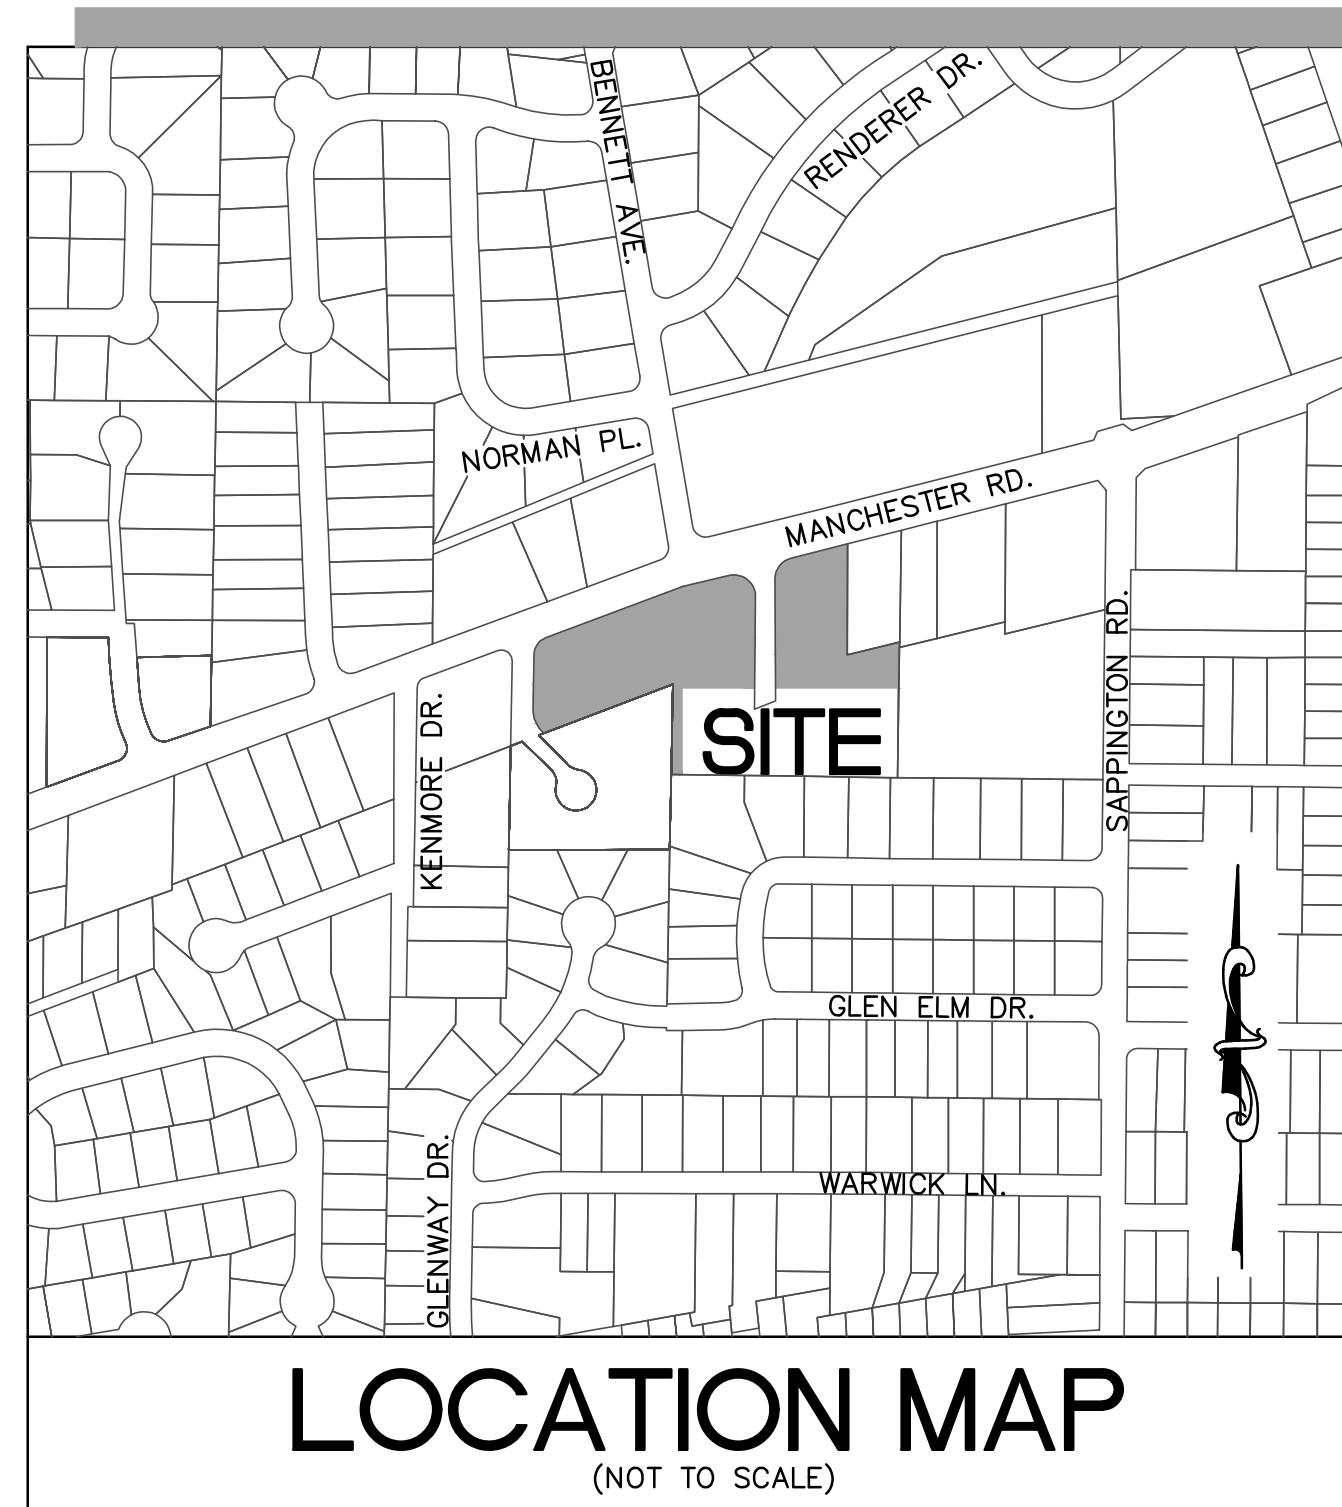 BENNETT AVE.
RENDERER DR.
NORMAN PL.
MANCHESTER RD.
SAPPINGTON RD.
KENMORE DR.
SITE
GLEN ELM DR.
GLENWAY DR.
WARWICK LN.
LOCATION MAP
(NOT TO SCALE)